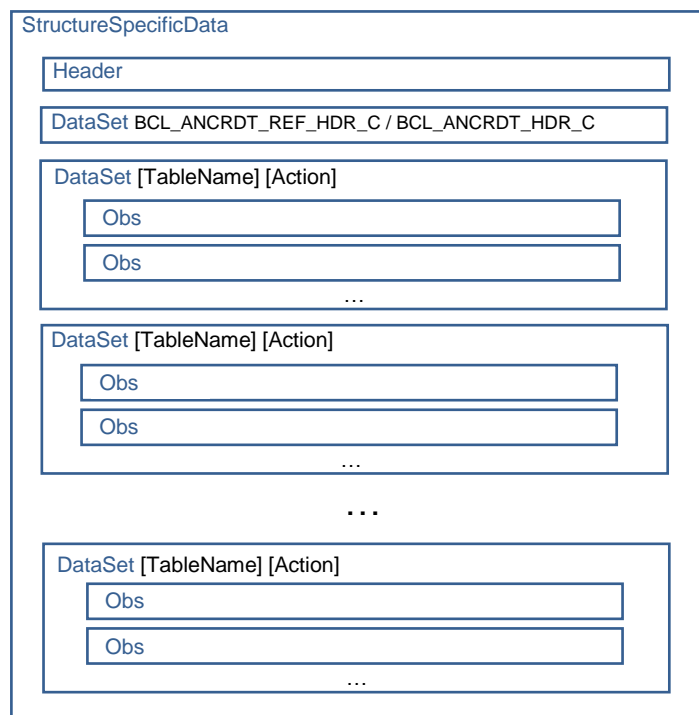 StructureSpecificData
Header
DataSet BCL_ANCRDT_REF_HDR_C / BCL_ANCRDT_HDR_C
DataSet [TableName] [Action]
Obs
Obs
...
DataSet [TableName] [Action]
Obs
Obs
...
...
DataSet [TableName] [Action]
Obs
Obs
...